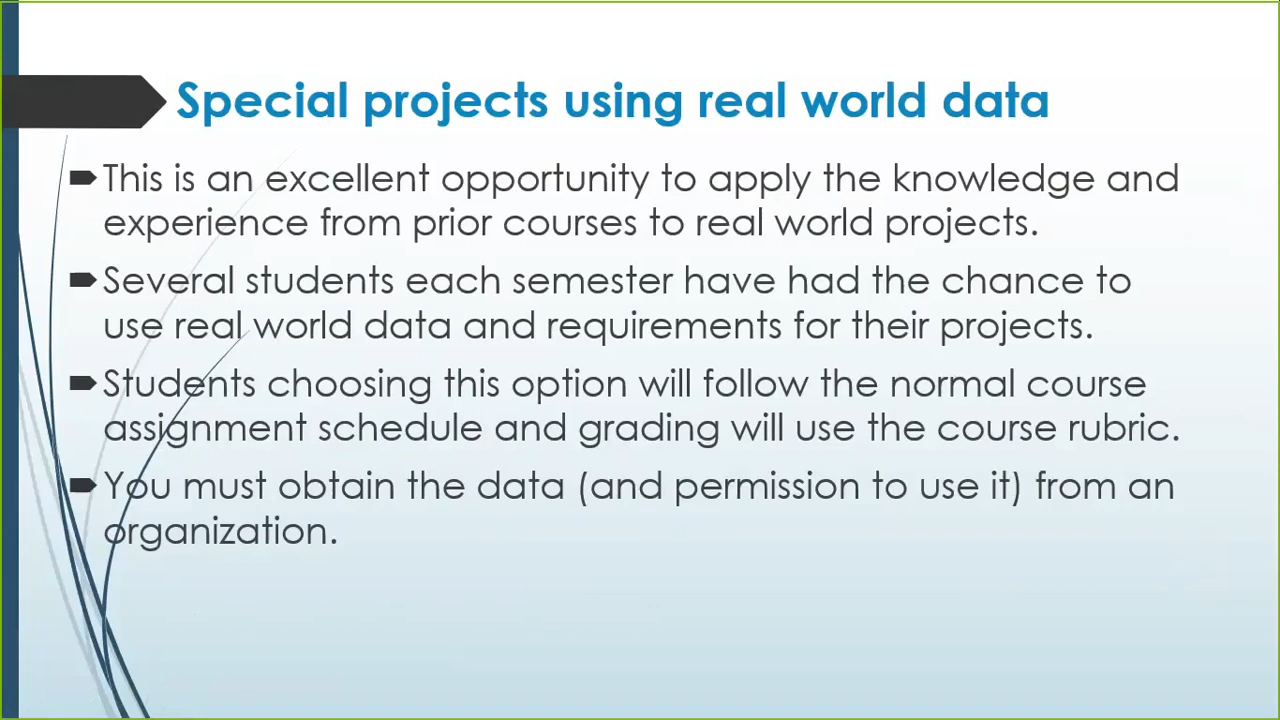 Special projects using real world data
This is an excellent opportunity to apply the knowledge and
experience from prior courses to real world projects.
Several students each semester have had the chance to
use real world data and requirements for their projects.
Students choosing this option will follow the normal course
assignment schedule and grading will use the course rubric.
You must obtain the data (and permission to use it) from an
organization.